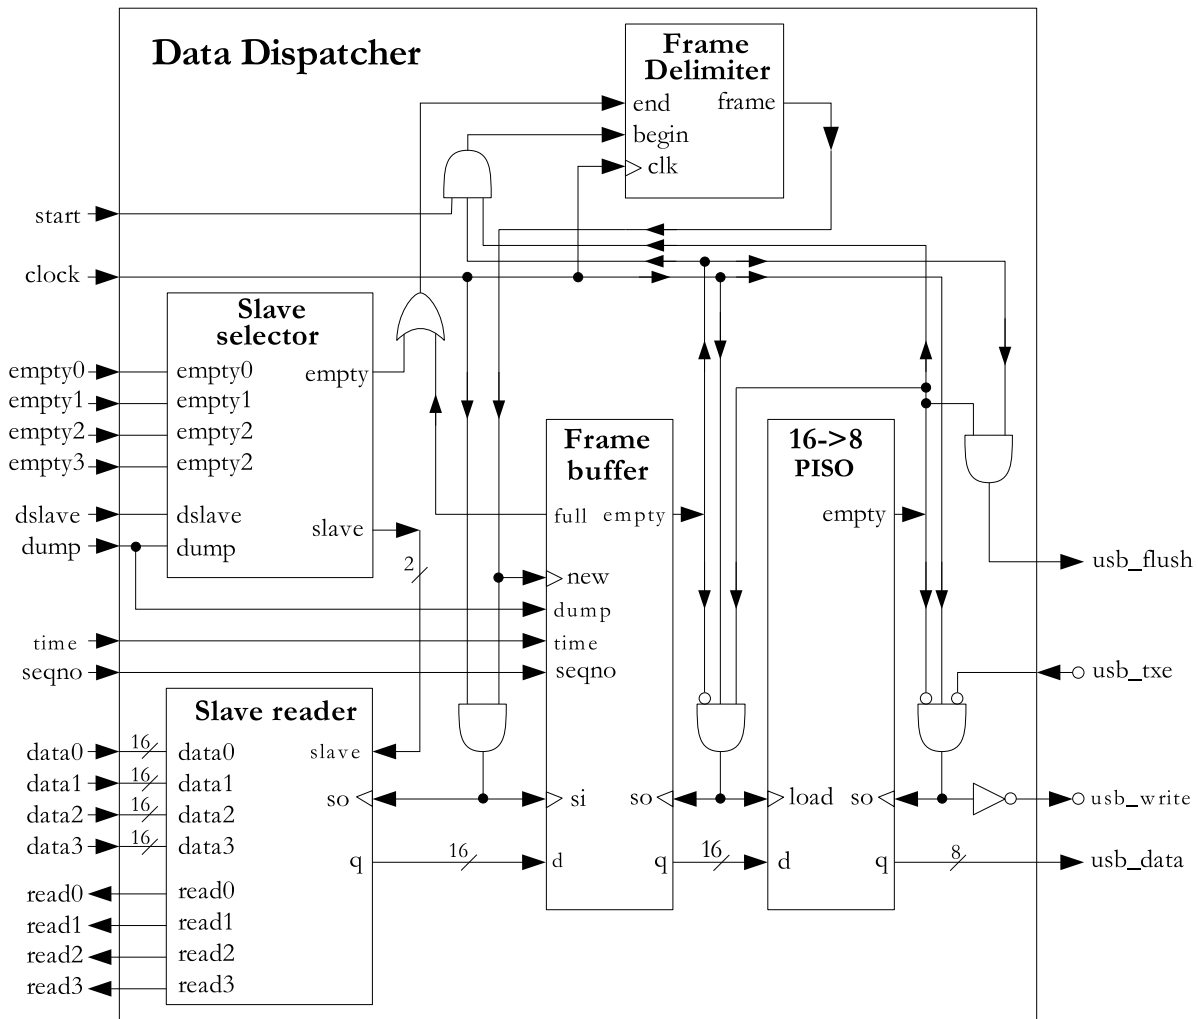 Data Dispatcher
Frame
Delimiter
end
frame
begin
clk
start
clock
Slave
selector
empty0
empty0
empty
empty1
empty1
empty2
empty2
empty3
empty2
dslave
dslave
slave
dump
dump
2
Frame
buffer
full
empty
new
dump
time
time
seqno
seqno
16->8
PISO
empty
usb_flush
usb_txe
Slave reader
data0
16
data0
slave
data1
16
data1
data2
16
data2
data3
16
data3
so
si
so
load
so
usb_write
q
16
d
q
16
d
q
8
usb_data
read0
read0
read1
read1
read2
read2
read3
read3